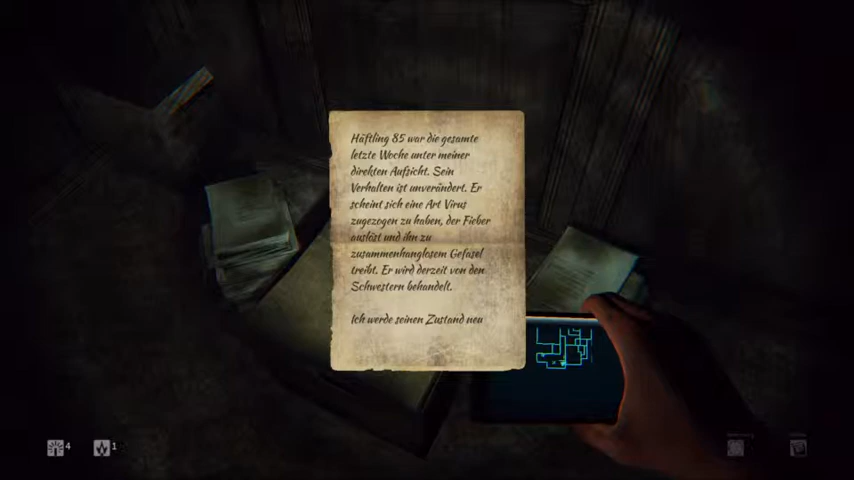 Häftling 85 war die gesamte
letzte Woche unter meiner
direkten Aufsicht. Sein
Verhalten ist unverändert. Er
scheint sich eine Art Virus
zugezogen zu haben, der Fieber
auslöst und ihn zu
zusammenhanglosem Gefasel
treibt. Er wird derzeit von den
Schwestern behandelt.
Ich werde seinen Zustand neu
4
1